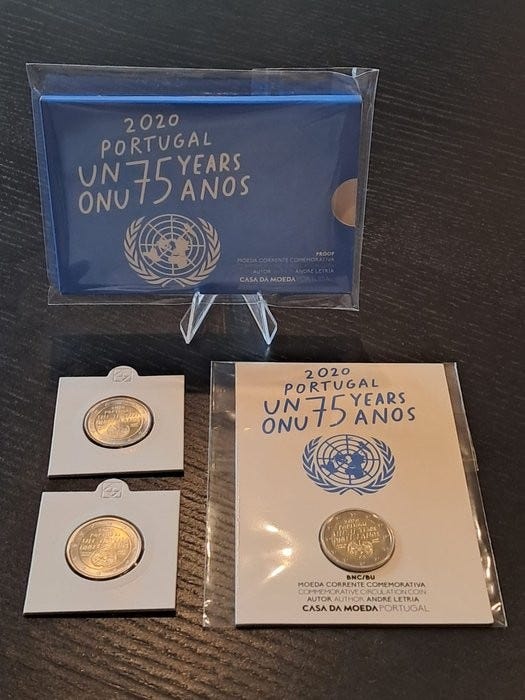 2020
PORTUGAL
UN 75 YEARS
ONU ANOS
PROOF
MOEDA CORRENTE COMEMORATIVA
AUTOR ANDRÉ LETRIA
CASA DA MOEDA PORTUGAL
2020
PORTUGAL
UN 75 YEARS
ONU ANOS
2020
PORTUGAL
BNC/BU
MOEDA CORRENTE COMEMORATIVA
COMMEMORATIVE CIRCULATION COIN
AUTOR AUTHOR ANDRÉ LETRIA
CASA DA MOEDA PORTUGAL